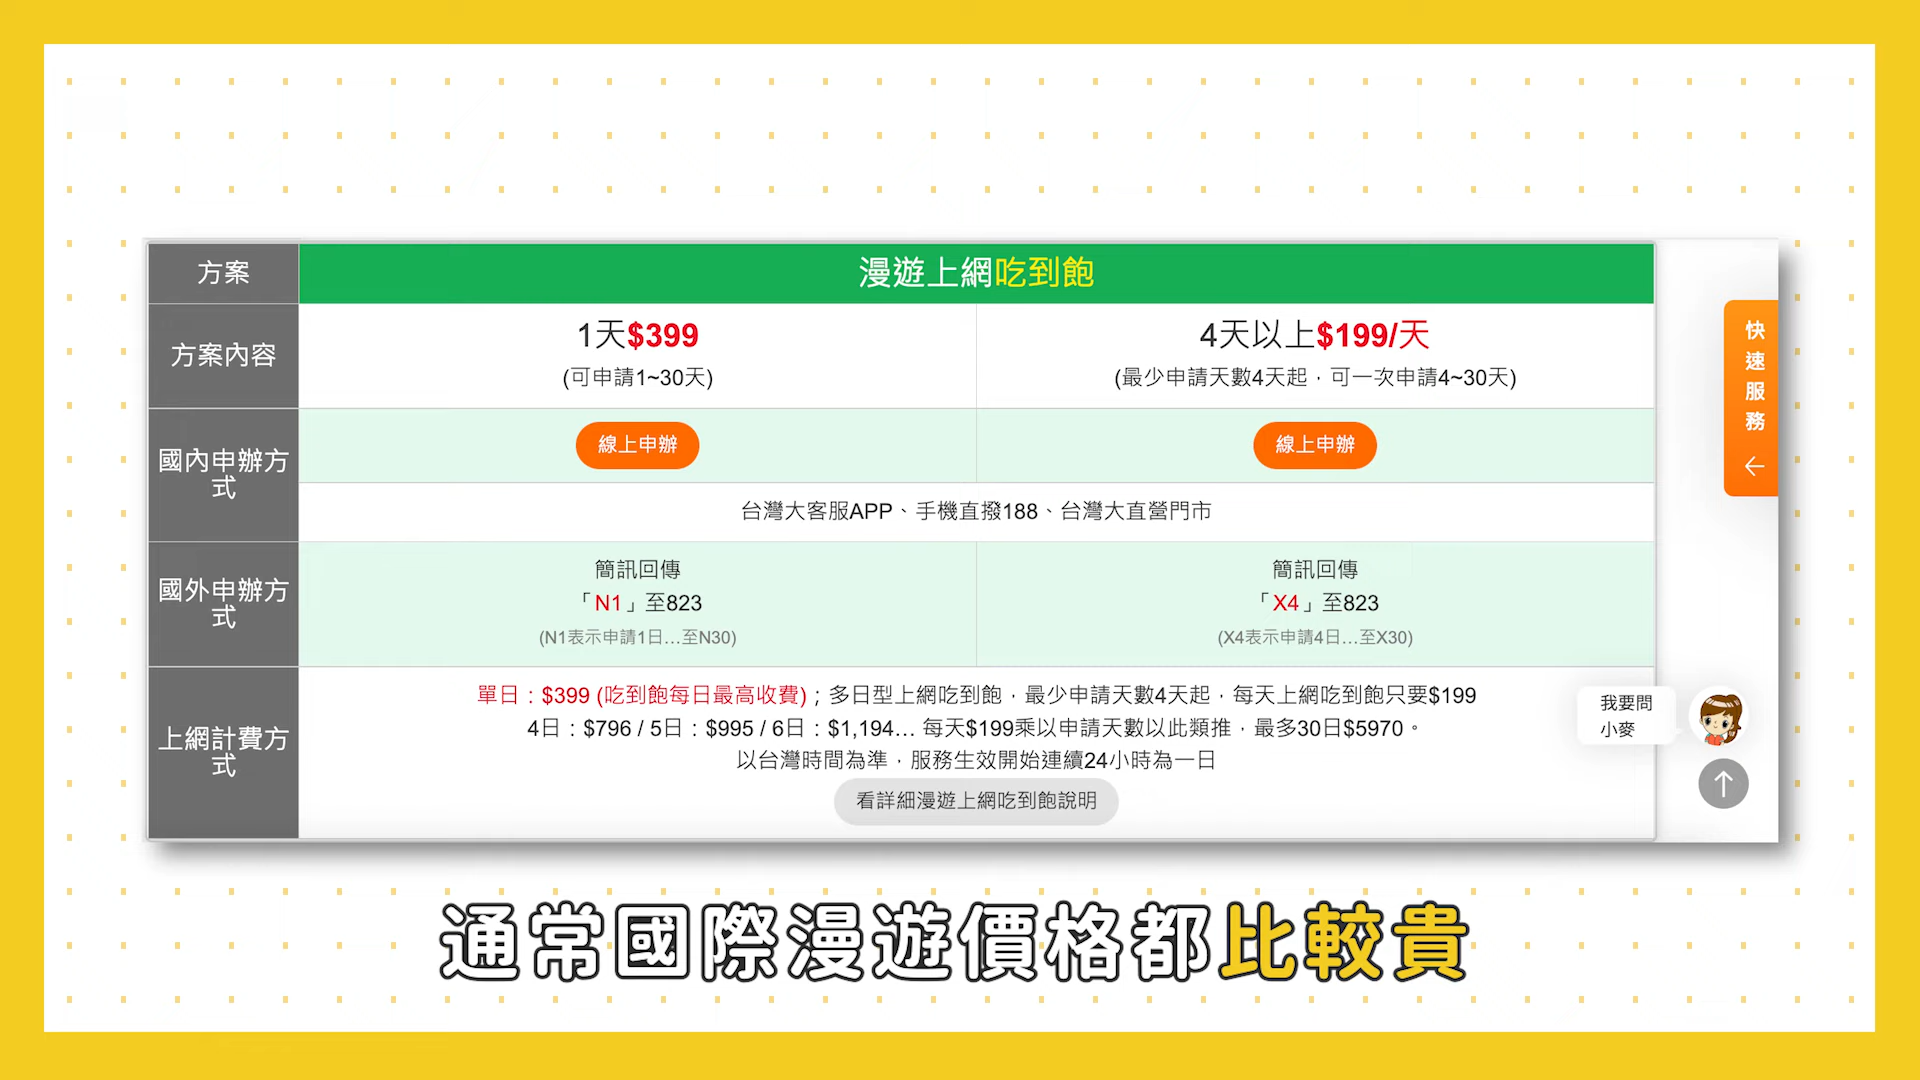 方案
漫遊上網吃到飽
方案內容
1天$399
(可申請1~30天)
4天以上$199/天
(最少申請天數4天起，可一次申請4~30天)
國內申辦方
式
線上申辦
線上申辦
台灣大客服APP、手機直撥188、台灣大直營門市
國外申辦方
式
簡訊回傳
「N1」至823
(N1表示申請1日...至N30)
簡訊回傳
「X4」至823
(X4表示申請4日...至X30)
上網計費方
式
單日：$399 (吃到飽每日最高收費)；多日型上網吃到飽，最少申請天數4天起，每天上網吃到飽只要$199
4日：$796 / 5日：$995 / 6日：$1,194... 每天$199乘以申請天數以此類推，最多30日$5970。
以台灣時間為準，服務生效開始連續24小時為一日
看詳細漫遊上網吃到飽說明
快速服務
我要問
小麥
通常國際漫遊價格都比較貴